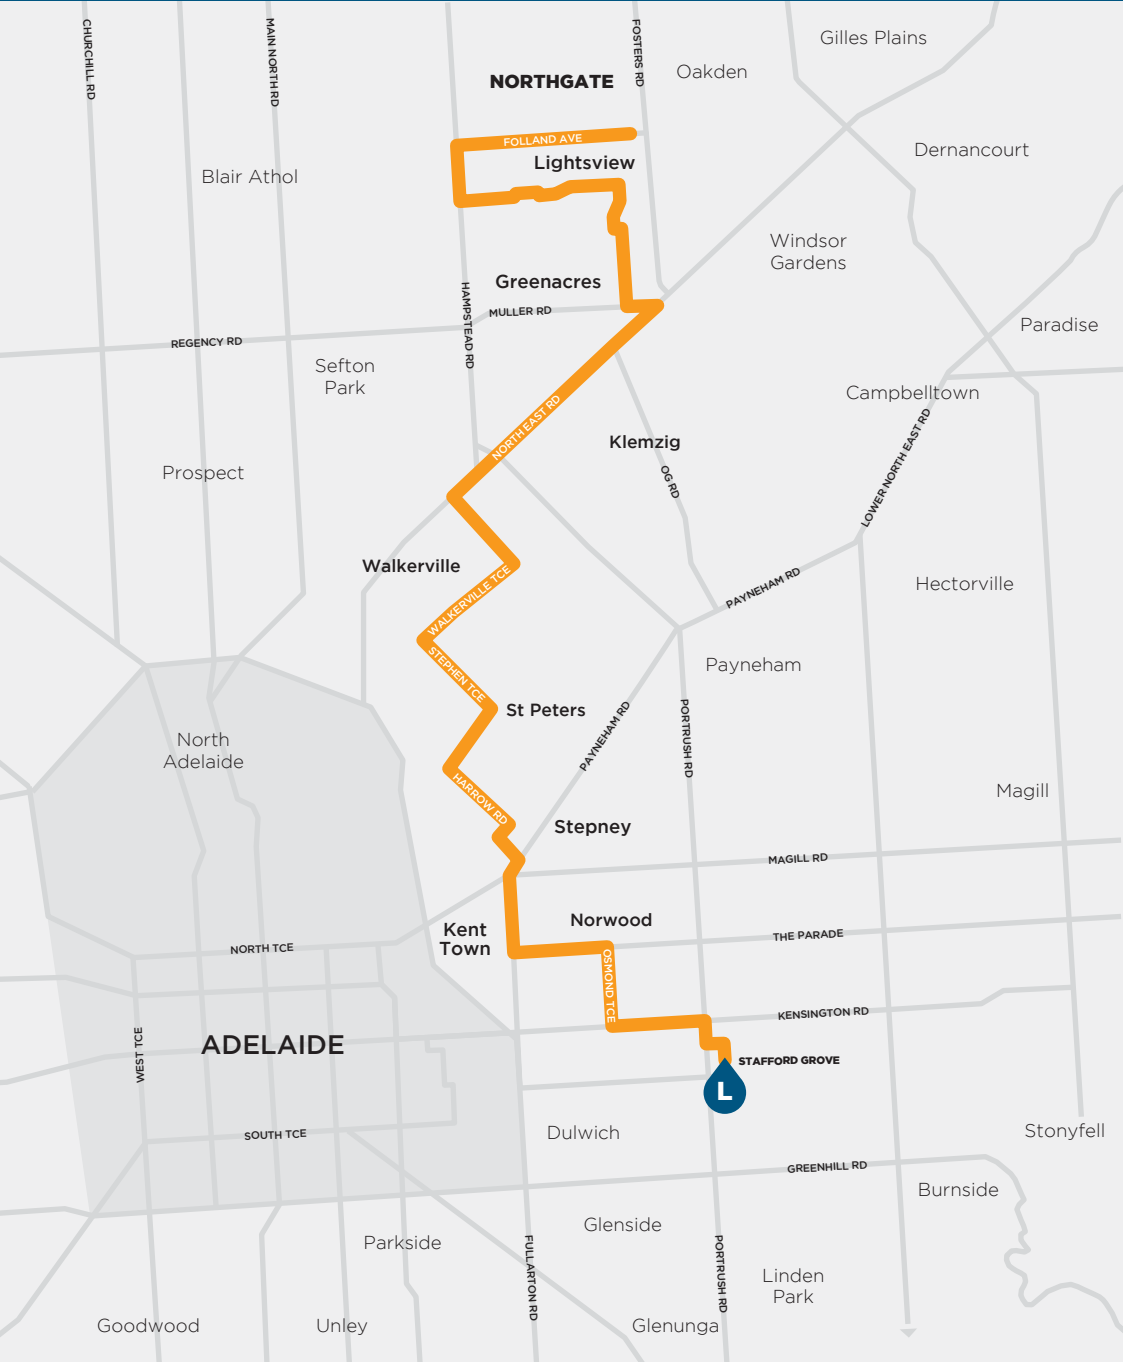 CHURCHILL RD
MAIN NORTH RD
FOSTERS RD
Gilles Plains
Oakden
NORTHGATE
FOLLAND AVE
Lightsview
Dernancourt
Blair Athol
Windsor
Gardens
Greenacres
HAMPSTEAD RD
MULLER RD
Paradise
REGENCY RD
Sefton
Park
Campbelltown
NORTH EAST RD
LOWER NORTH EAST RD
Klemzig
OG RD
Prospect
Walkerville
WALKERVILLE TCE
PAYNEHAM RD
Hectorville
STEPHEN TCE
Payneham
St Peters
PAYNEHAM RD
PORTRUSH RD
North
Adelaide
HARROW RD
Magill
Stepney
MAGILL RD
Norwood
Kent
Town
THE PARADE
NORTH TCE
OSMOND TCE
KENSINGTON RD
WEST TCE
ADELAIDE
STAFFORD GROVE
L
SOUTH TCE
Dulwich
Stonyfell
GREENHILL RD
Burnside
Glenside
Parkside
FULLARTON RD
PORTRUSH RD
Linden
Park
Goodwood
Unley
Glenunga